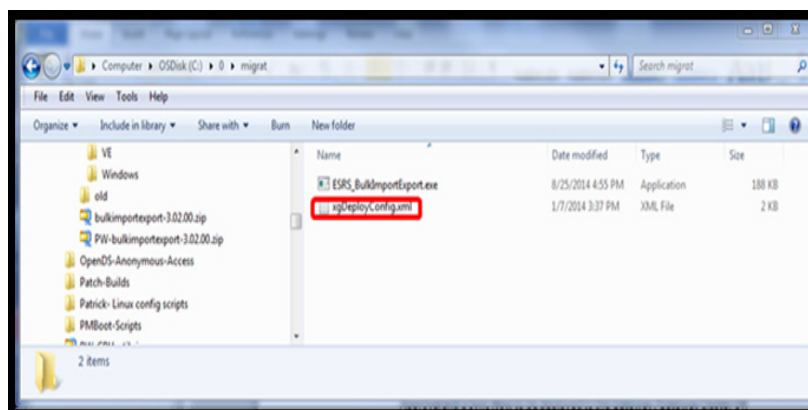 Computer ▸ OSDisk (C:) ▸ 0 ▸ migrat
Search migrat
File Edit View Tools Help
Organize Include in library Share with Burn New folder
VE
Windows
old
bulkimportexport-3.02.00.zip
PW-bulkimportexport-3.02.00.zip
OpenDS-Anonymous-Access
Patch-Builds
Patrick- Linux config scripts
PMBoot-Scripts
Name Date modified Type Size
ESRS_BulkImportExport.exe 8/25/2014 4:55 PM Application 188 KB
xgDeployConfig.xml 1/7/2014 3:37 PM XML File 2 KB
2 items